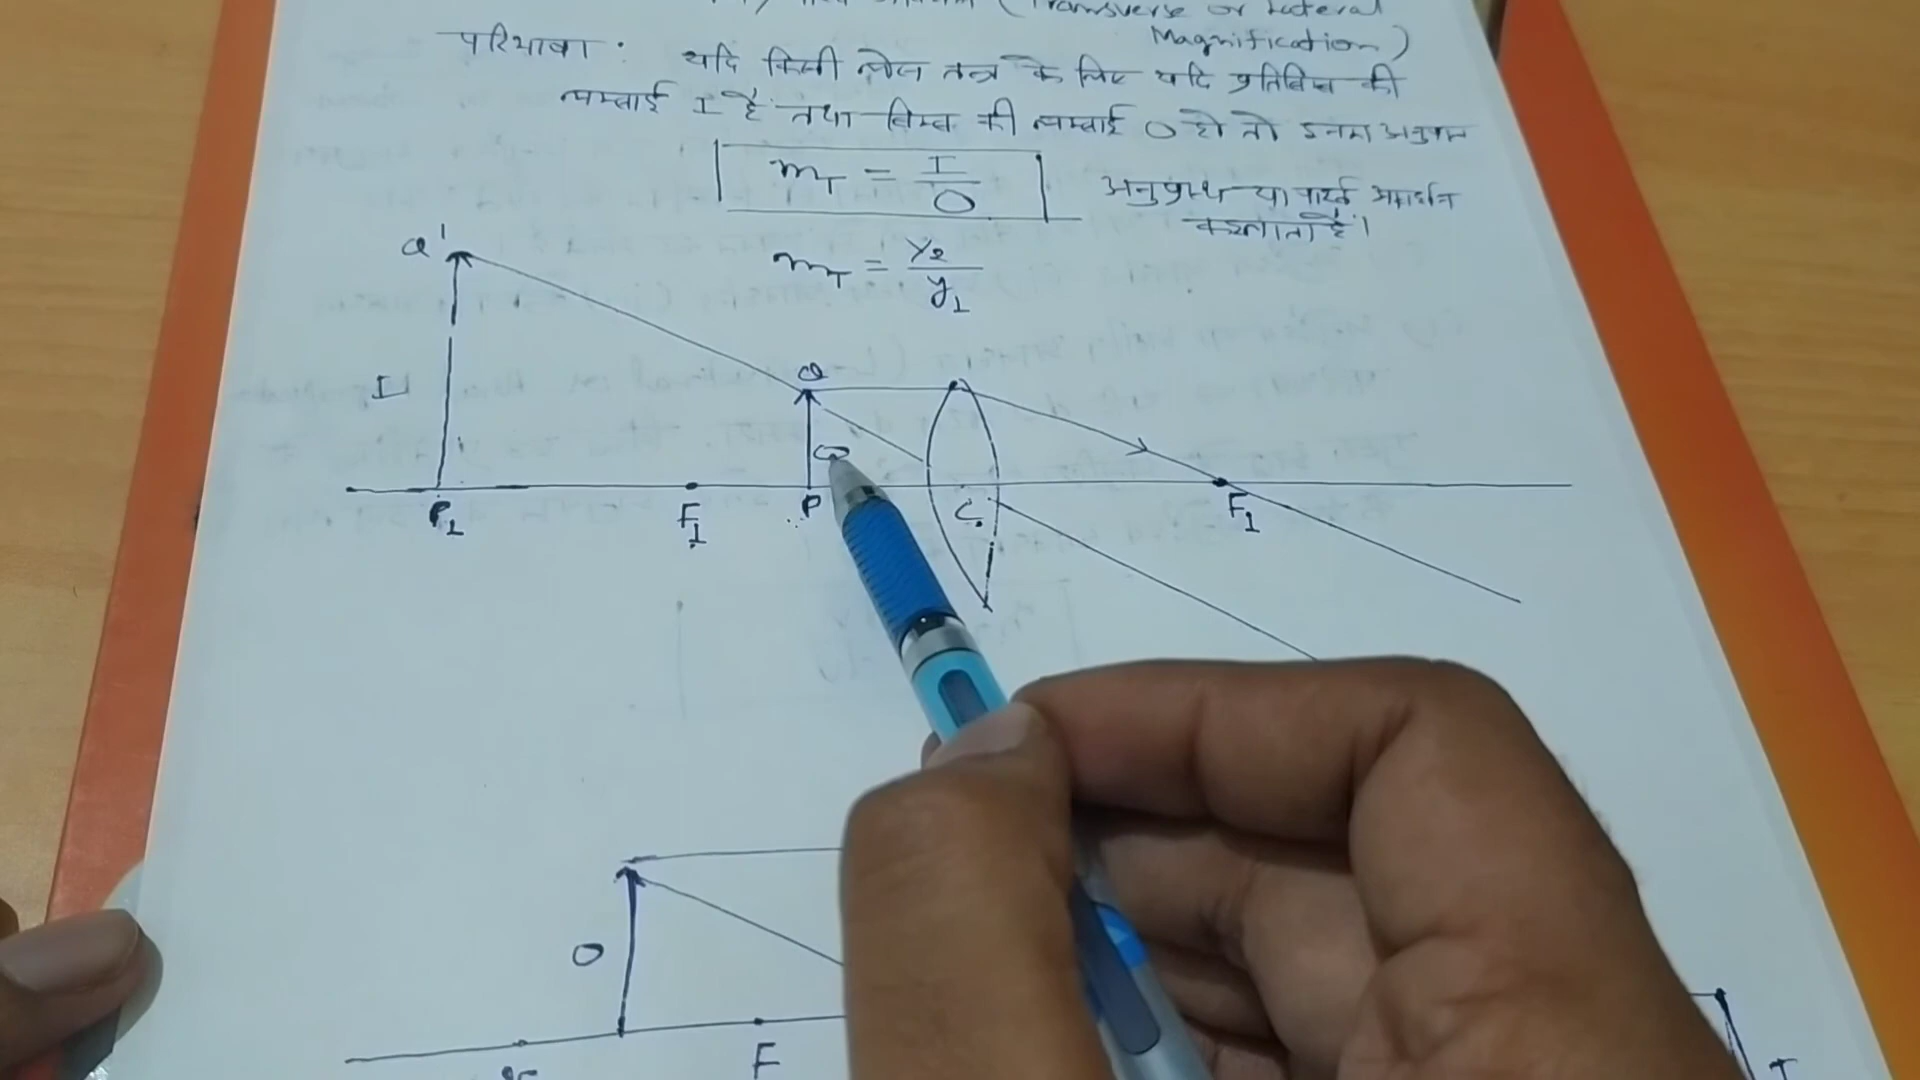 (Transverse or Lateral
Magnification)
परिभाषा : यदि किसी लेंस तन्त्र के लिए यदि प्रतिबिम्ब की
लम्बाई I है तथा बिम्ब की लम्बाई O हो तो इनका अनुपात
mT = I / O
अनुप्रस्थ या पार्श्व आवर्धन
कहलाता है।
mT = y2 / y1
Q'
Q
I
O
P1
F1
P
C
F1
O
F
I